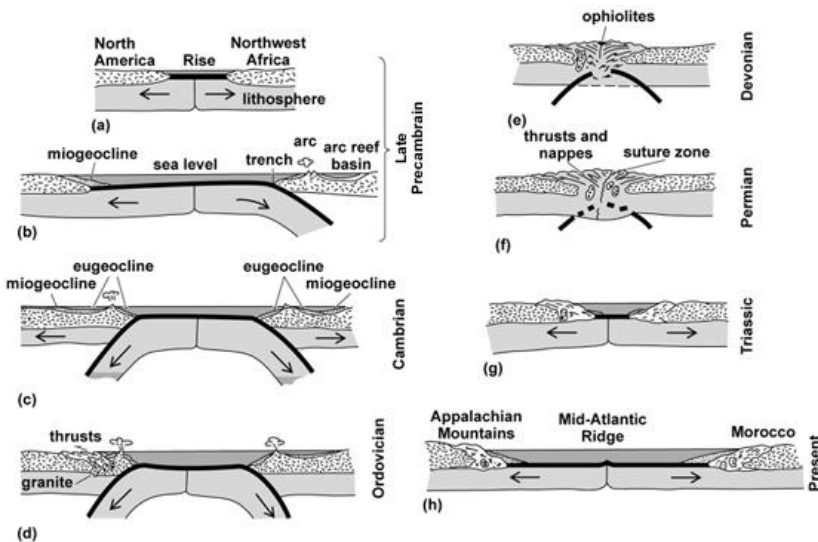 North America
Rise
Northwest Africa
lithosphere
(a)
miogeocline
sea level
trench
arc
arc reef basin
(b)
Late Precambrain
eugeocline
miogeocline
eugeocline
miogeocline
(c)
Cambrian
thrusts
granite
(d)
Ordovician
ophiolites
(e)
Devonian
thrusts and nappes
suture zone
(f)
Permian
(g)
Triassic
Appalachian Mountains
Mid-Atlantic Ridge
Morocco
(h)
Present